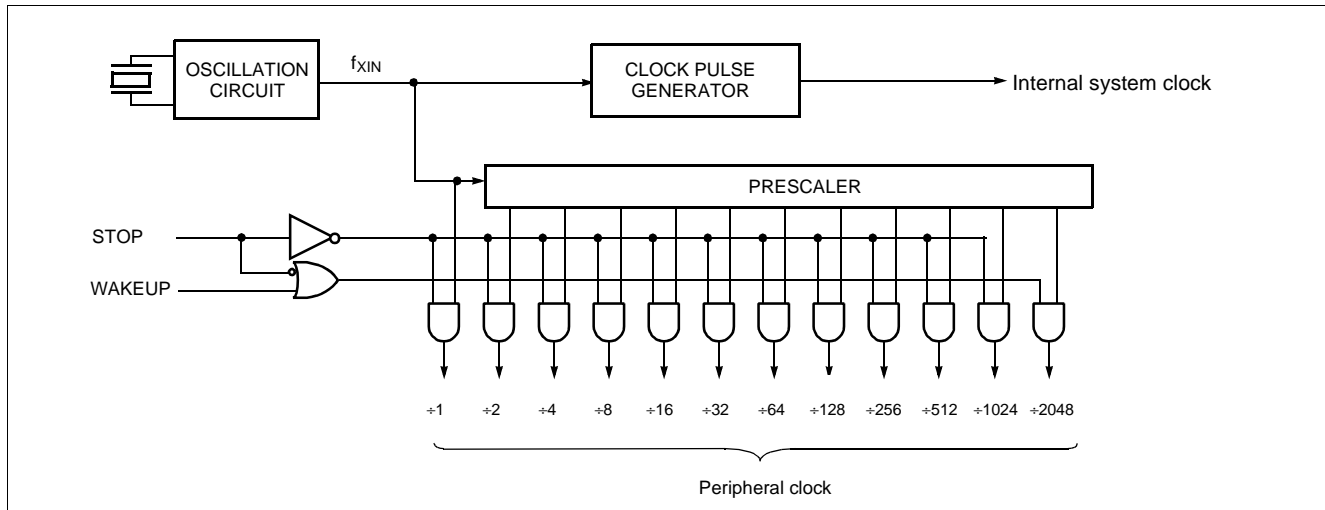 OSCILLATION
CIRCUIT
fXIN
CLOCK PULSE
GENERATOR
Internal system clock
PRESCALER
STOP
WAKEUP
÷1 ÷2 ÷4 ÷8 ÷16 ÷32 ÷64 ÷128 ÷256 ÷512 ÷1024 ÷2048
Peripheral clock